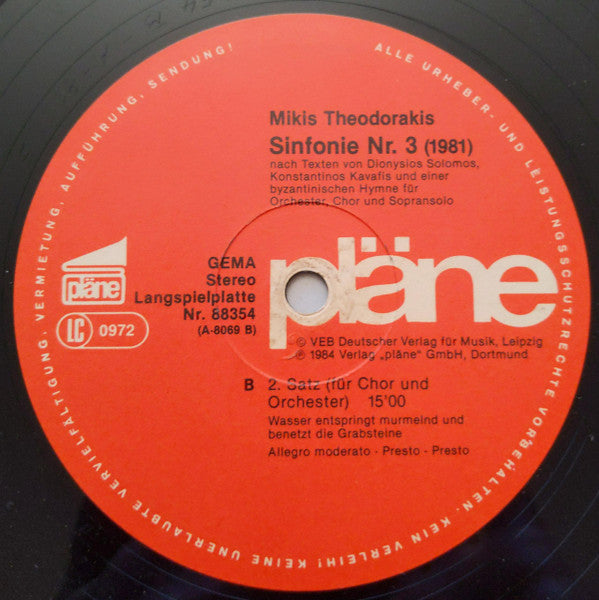 ALLE URHEBER- UND LEISTUNGSSCHUTZRECHTE VORBEHALTEN. KEIN VERLEIH! KEINE UNERLAUBTE VERVIELFÄLTIGUNG, VERMIETUNG, AUFFÜHRUNG, SENDUNG!
Mikis Theodorakis
Sinfonie Nr. 3 (1981)
nach Texten von Dionysios Solomos,
Konstantinos Kavafis und einer
byzantinischen Hymne für
Orchester, Chor und Sopransolo
pläne
LC 0972
GEMA
Stereo
Langspielplatte
Nr. 88354
(A-8069 B)
pläne
© VEB Deutscher Verlag für Musik, Leipzig
℗ 1984 Verlag „pläne" GmbH, Dortmund
B 2. Satz (für Chor und
Orchester) 15'00
Wasser entspringt murmelnd und
benetzt die Grabsteine
Allegro moderato · Presto · Presto